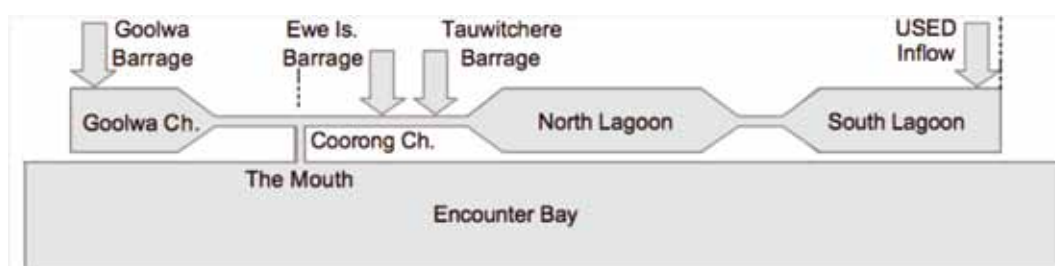 Goolwa
Barrage
Ewe Is.
Barrage
Tauwitchere
Barrage
USED
Inflow
Goolwa Ch.
North Lagoon
South Lagoon
Coorong Ch.
The Mouth
Encounter Bay